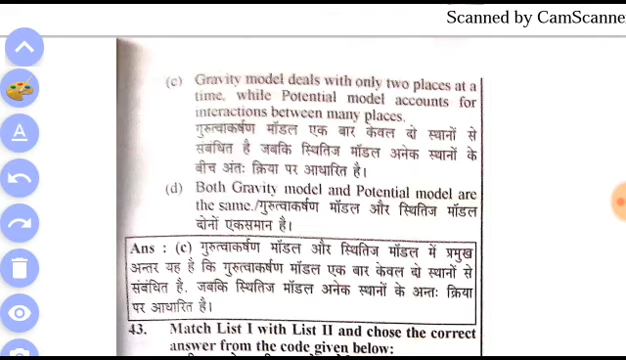 Scanned by CamScanne
(c) Gravity model deals with only two places at a
time, while Potential model accounts for
interactions between many places.
गुरुत्वाकर्षण मॉडल एक बार केवल दो स्थानों से
संबंधित है जबकि स्थितिज मॉडल अनेक स्थानों के
बीच अंतः क्रिया पर आधारित है।
(d) Both Gravity model and Potential model are
the same./गुरुत्वाकर्षण मॉडल और स्थितिज मॉडल
दोनों एकसमान है।
Ans : (c) गुरुत्वाकर्षण मॉडल और स्थितिज मॉडल में प्रमुख
अन्तर यह है कि गुरुत्वाकर्षण मॉडल एक बार केवल दो स्थानों से
संबंधित है, जबकि स्थितिज मॉडल अनेक स्थानों के अन्तः क्रिया
पर आधारित है।
43. Match List I with List II and chose the correct
answer from the code given below: